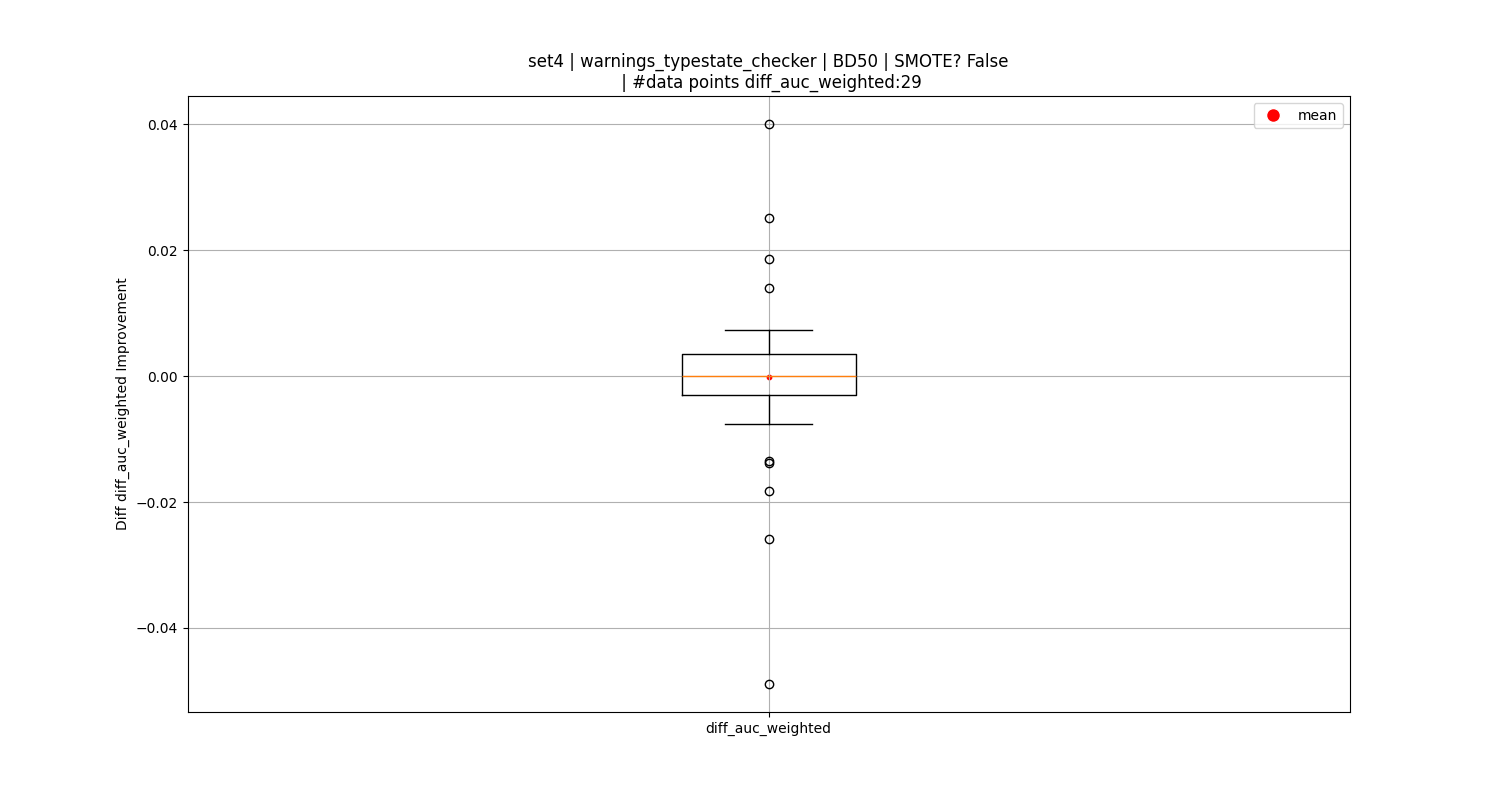 set4 | warnings_typestate_checker | BD50 | SMOTE? False
| #data points diff_auc_weighted:29
mean
0.04
0.02
0.00
−0.02
−0.04
Diff diff_auc_weighted Improvement
diff_auc_weighted